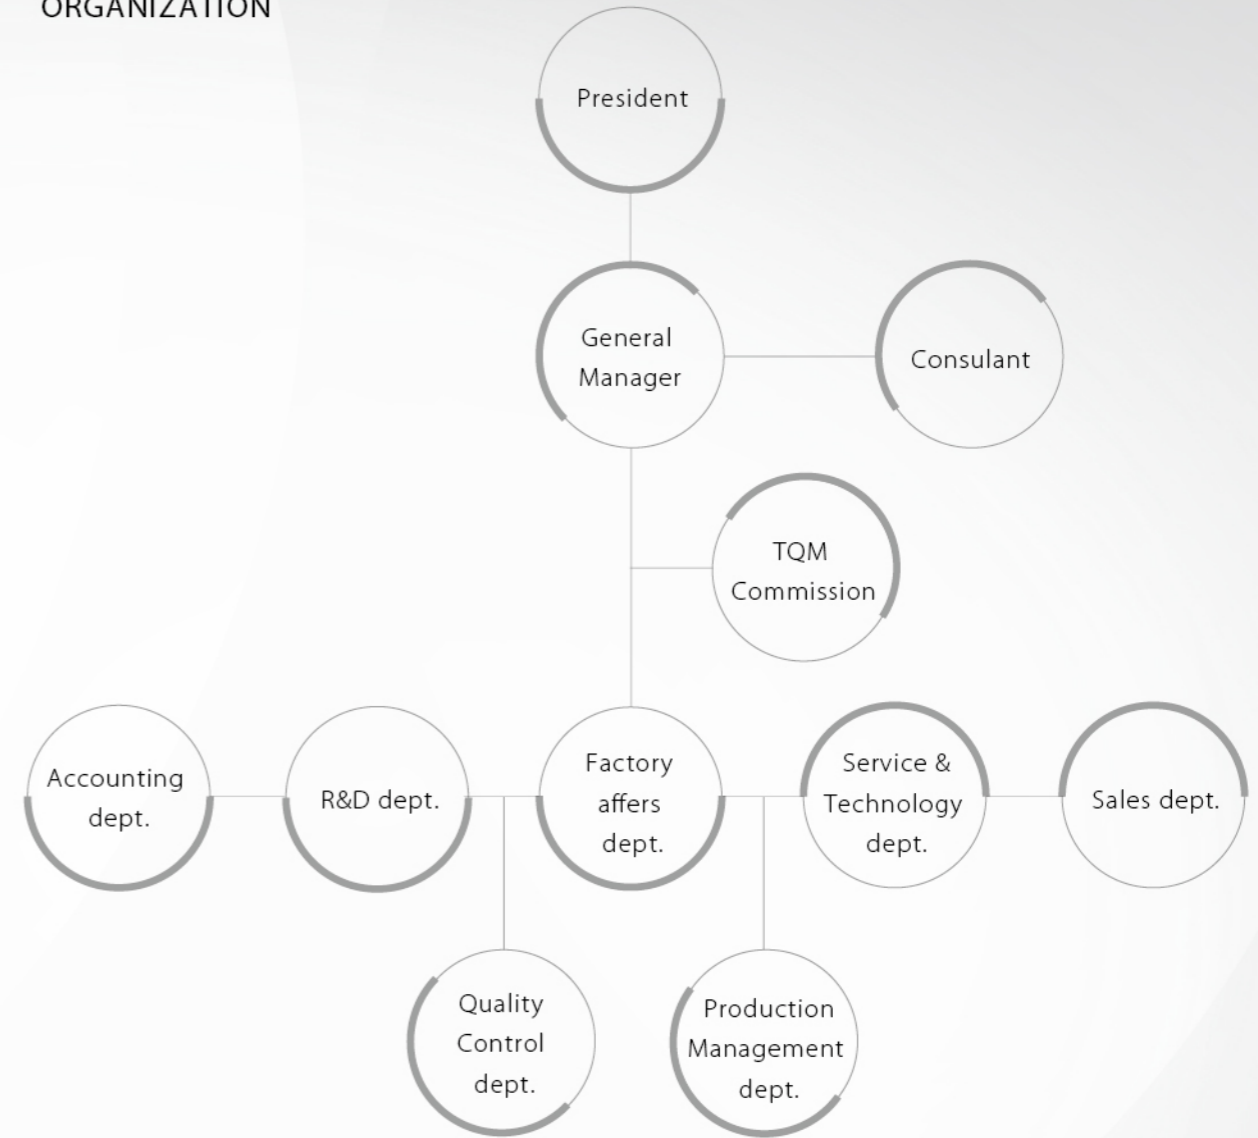 ORGANIZATION
President
General
Manager
Consulant
TQM
Commission
Accounting
dept.
R&D dept.
Factory
affers
dept.
Service &
Technology
dept.
Sales dept.
Quality
Control
dept.
Production
Management
dept.